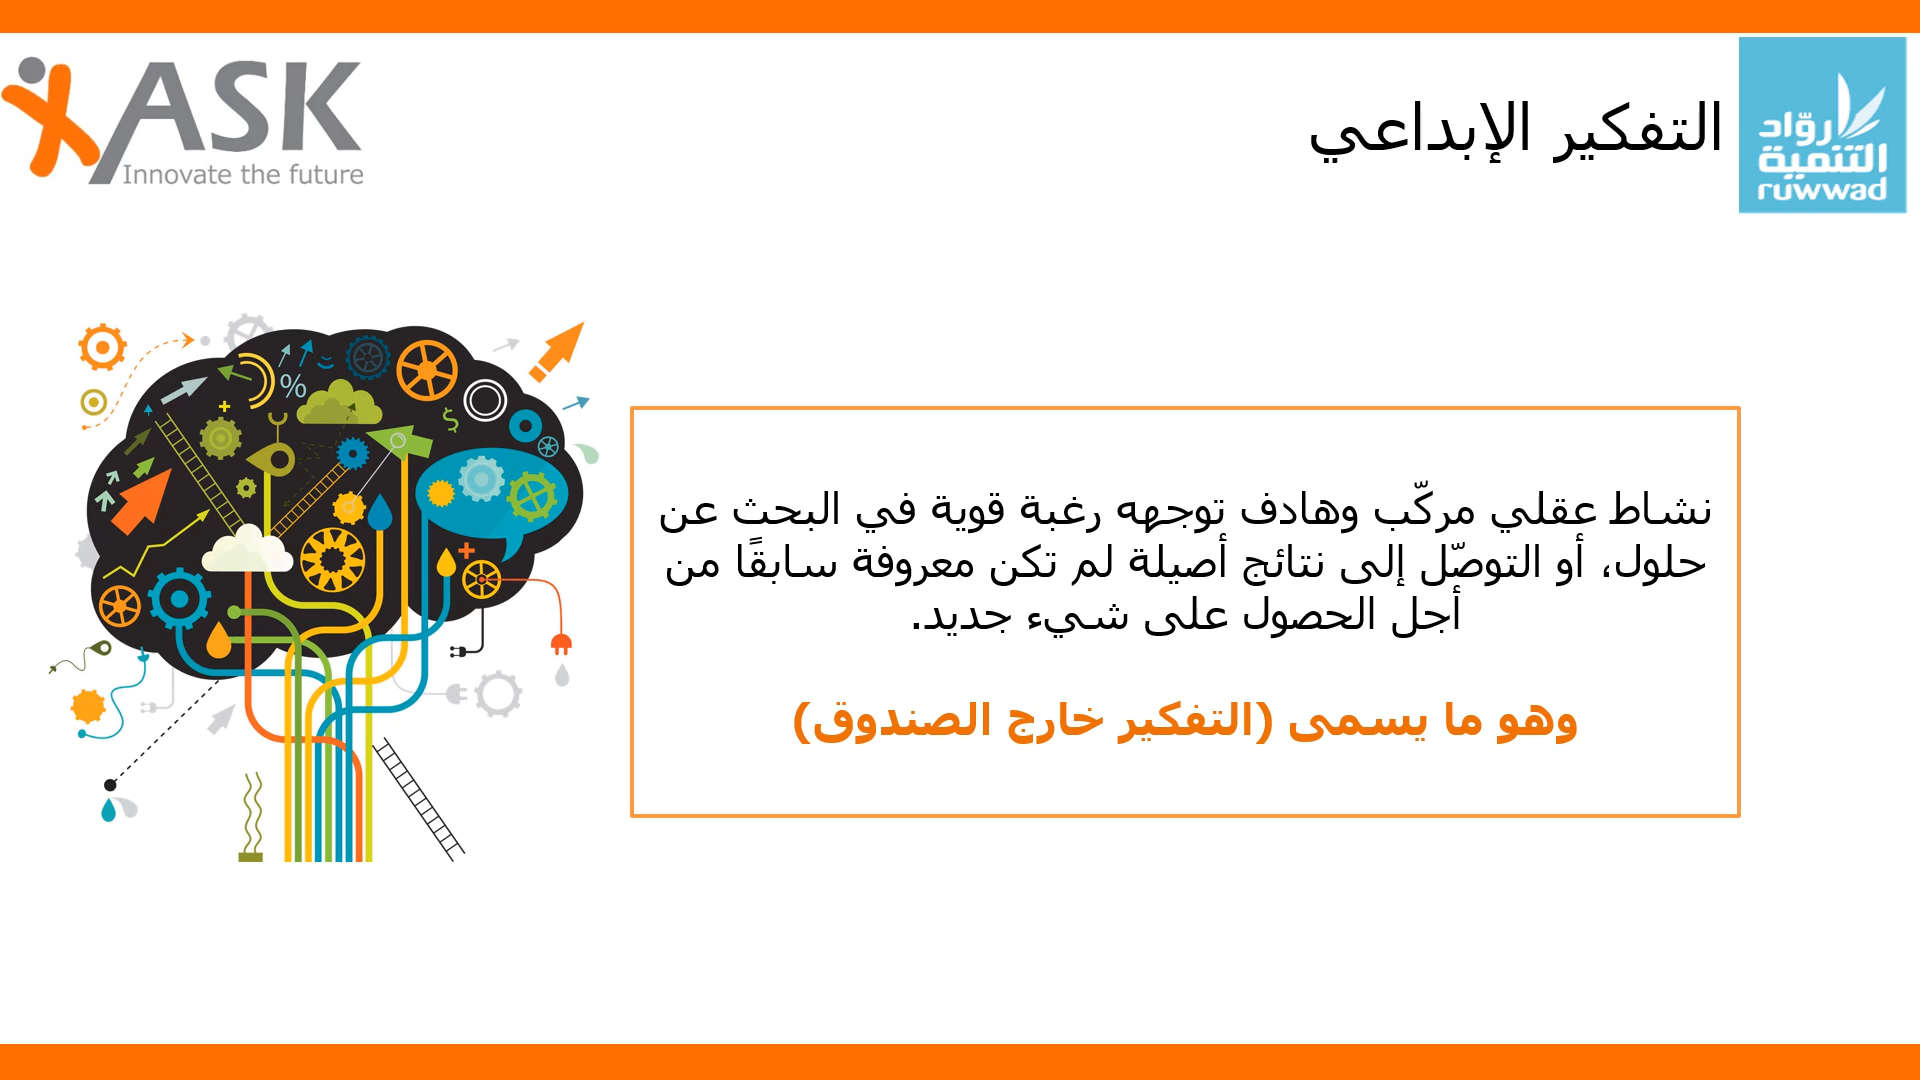 ASK
Innovate the future
التفكير الإبداعي
روّاد
التنمية
ruwwad
%
$
نشاط عقلي مركّب وهادف توجهه رغبة قوية في البحث عن
حلول، أو التوصّل إلى نتائج أصيلة لم تكن معروفة سابقًا من
أجل الحصول على شيء جديد.
وهو ما يسمى (التفكير خارج الصندوق)